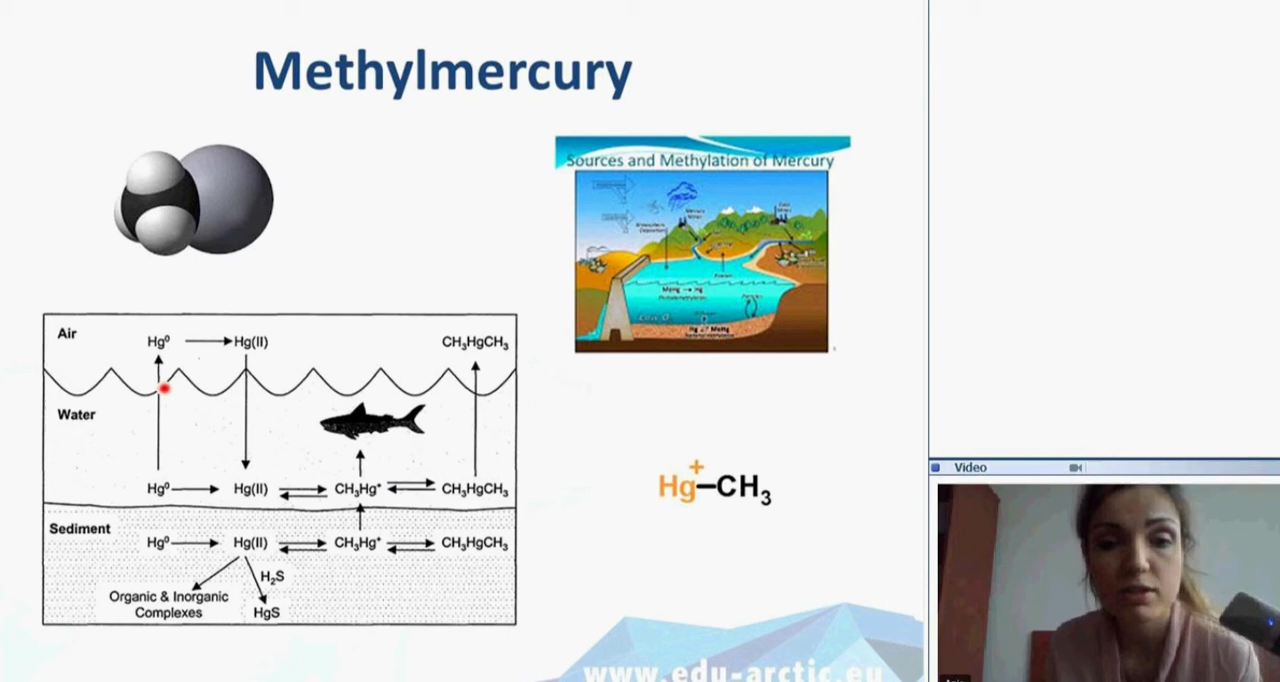 Methylmercury
Sources and Methylation of Mercury
Air
Hg⁰ Hg(II) CH₃HgCH₃
Water
Hg⁰ Hg(II) CH₃Hg⁺ CH₃HgCH₃
Sediment
Hg⁰ Hg(II) CH₃Hg⁺ CH₃HgCH₃
H₂S
Organic & Inorganic
Complexes
HgS
Hg⁺–CH₃
www.edu-arctic.eu
Video